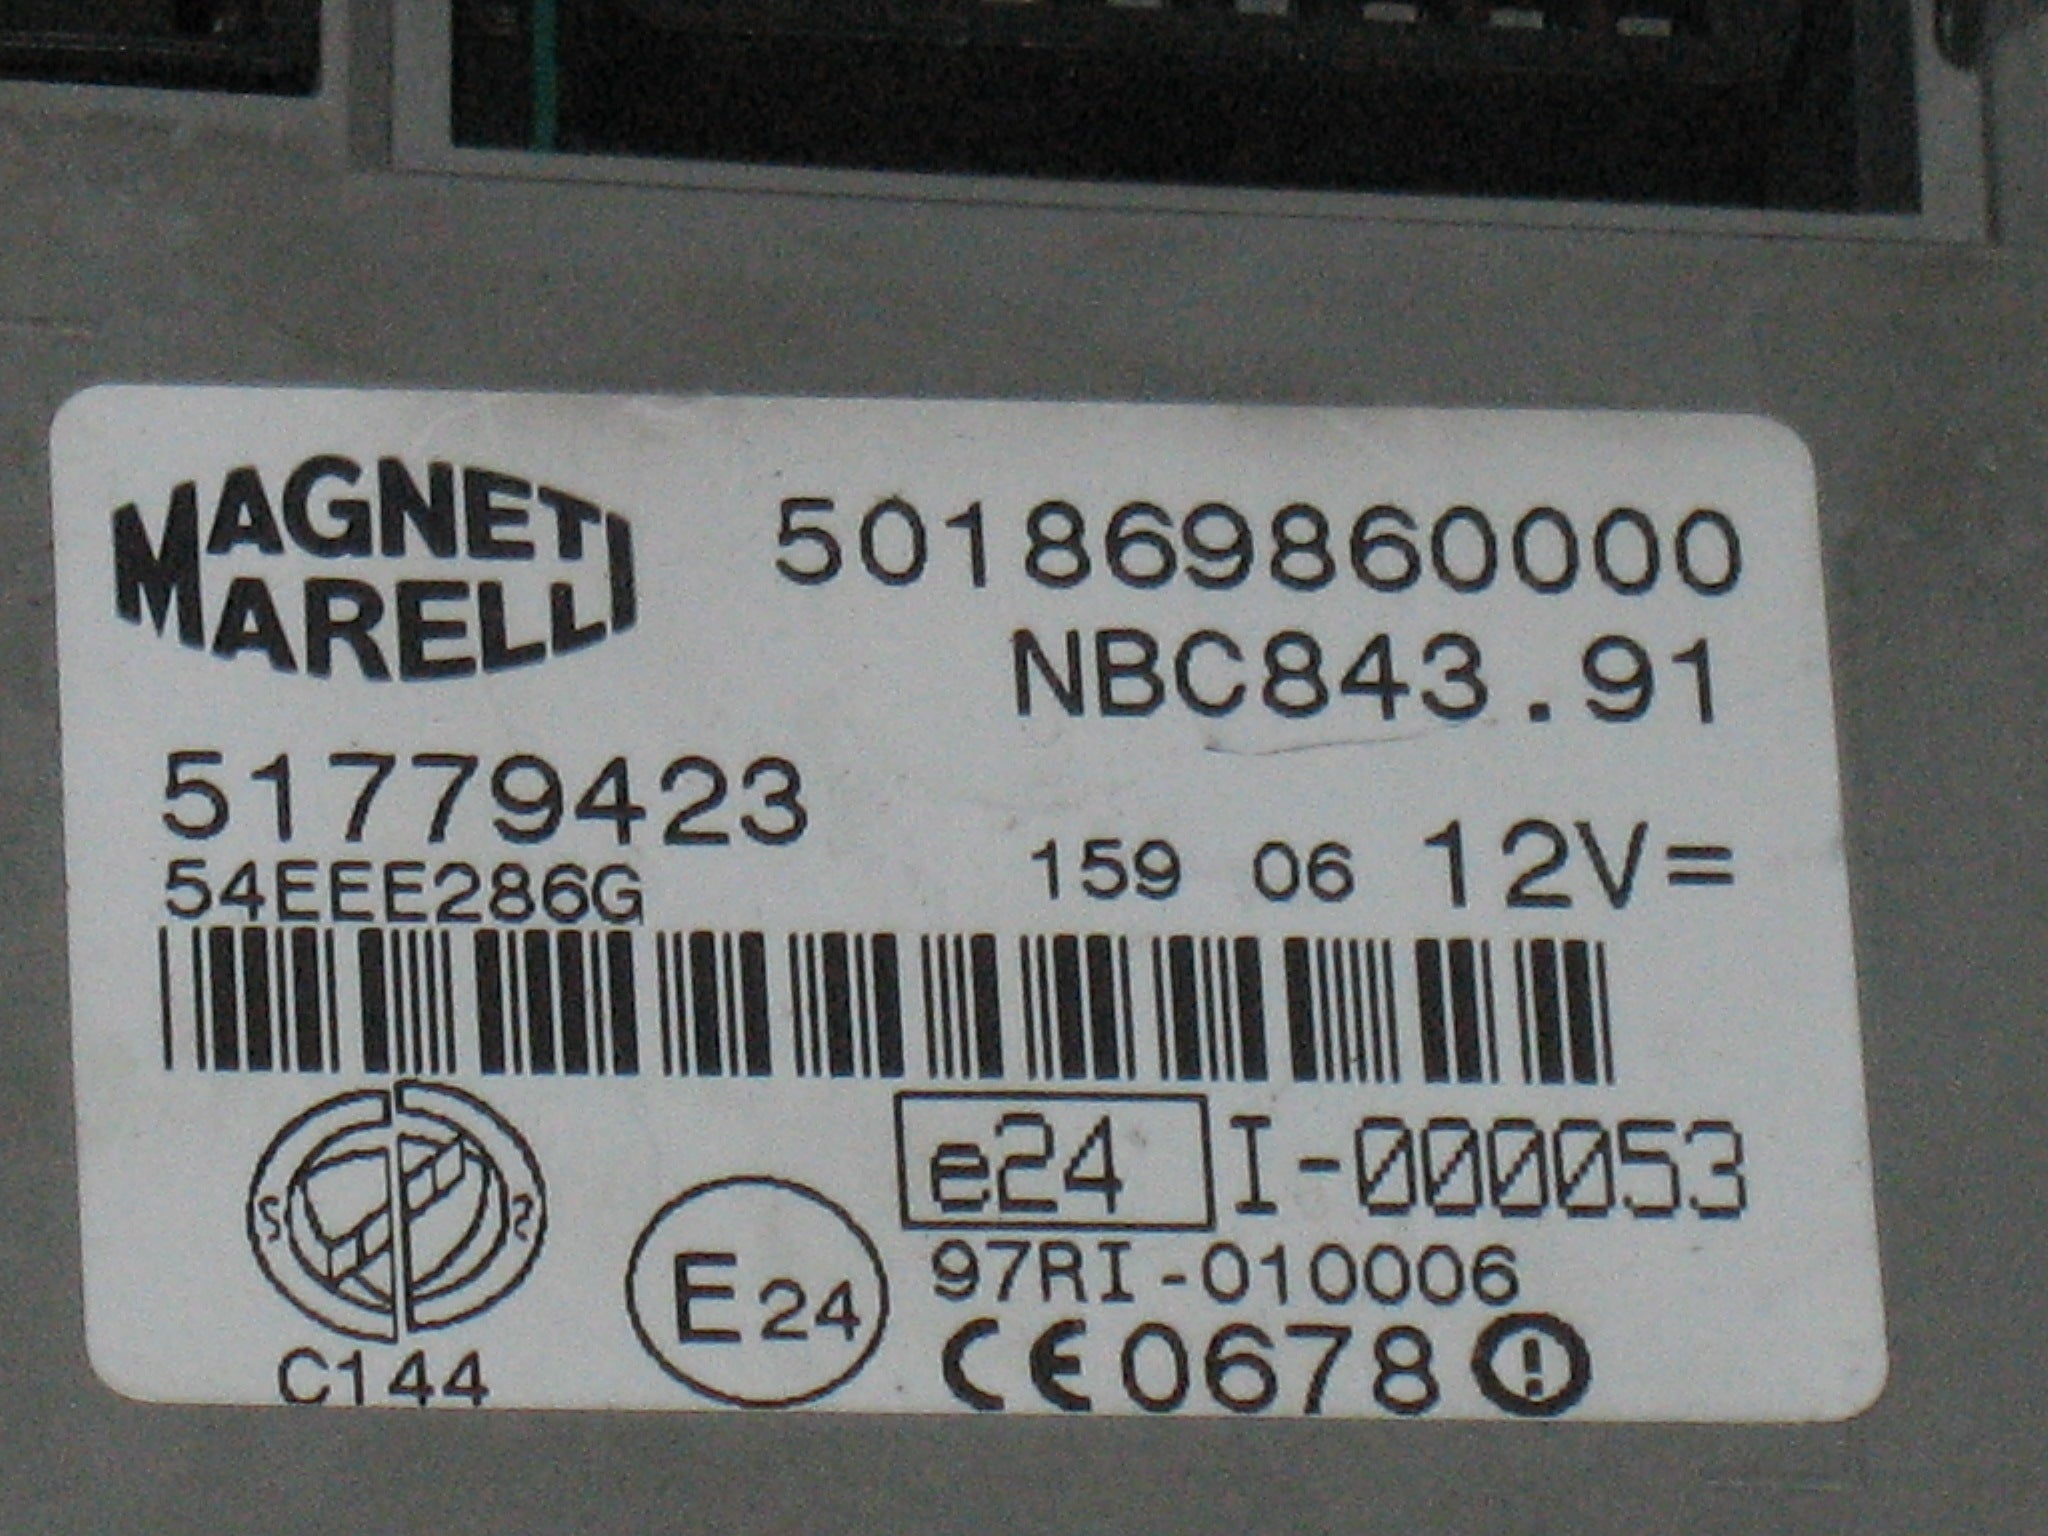 MAGNETI
MARELLI
501869860000
NBC843.91
51779423
159 06 12V=
54EEE286G
e24 I-000053
97RI-010006
E24
CE0678
C144